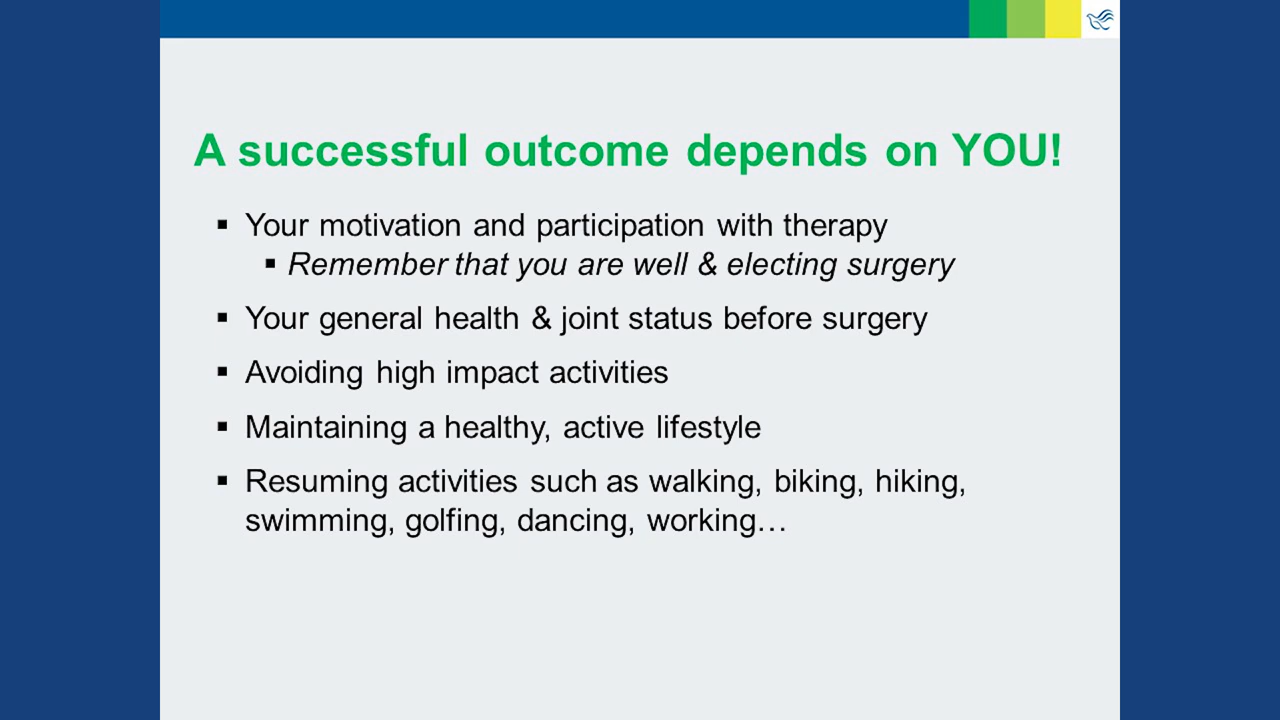 A successful outcome depends on YOU!
▪ Your motivation and participation with therapy
▪ Remember that you are well & electing surgery
▪ Your general health & joint status before surgery
▪ Avoiding high impact activities
▪ Maintaining a healthy, active lifestyle
▪ Resuming activities such as walking, biking, hiking,
swimming, golfing, dancing, working…